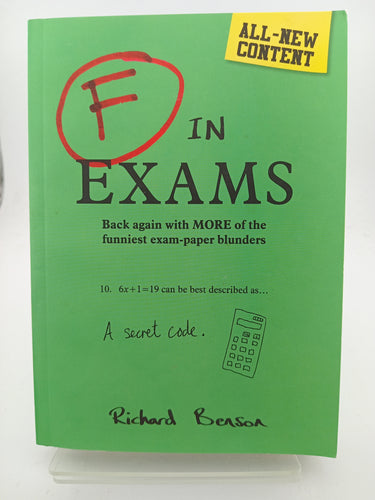 ALL-NEW
CONTENT
F IN
EXAMS
Back again with MORE of the
funniest exam-paper blunders
10. 6x+1=19 can be best described as...
A secret code.
Richard Benson